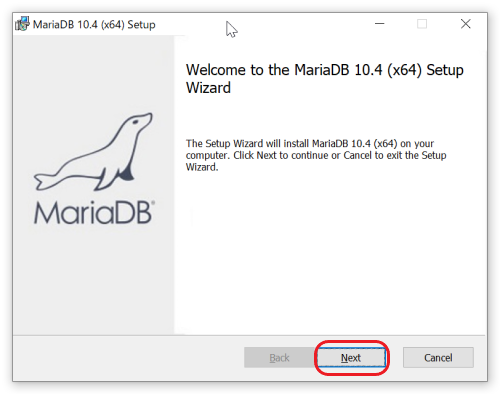 MariaDB 10.4 (x64) Setup
Welcome to the MariaDB 10.4 (x64) Setup
Wizard
The Setup Wizard will install MariaDB 10.4 (x64) on your
computer. Click Next to continue or Cancel to exit the Setup
Wizard.
MariaDB®
Back
Next
Cancel